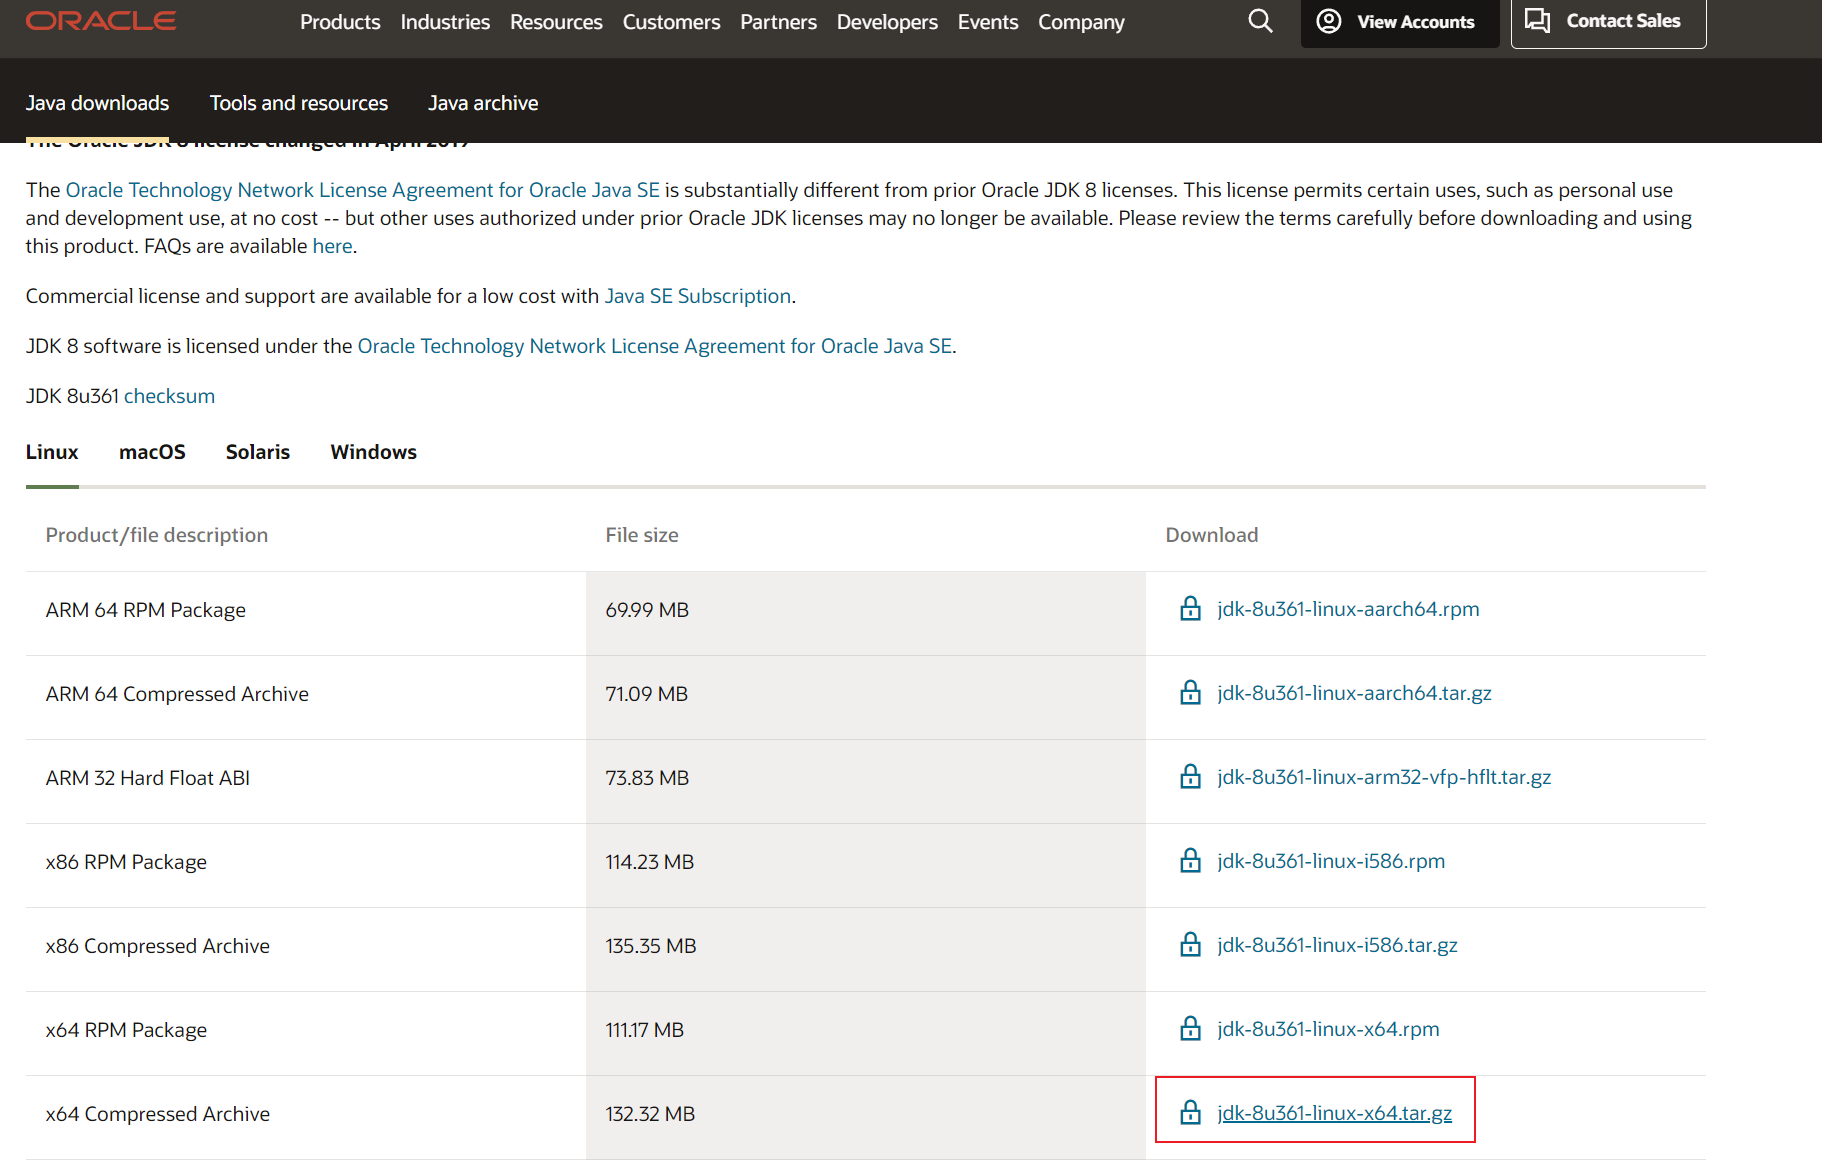 ORACLE
Products Industries Resources Customers Partners Developers Events Company
View Accounts
Contact Sales
Java downloads Tools and resources Java archive
The Oracle JDK 8 license changed in April 2019
The Oracle Technology Network License Agreement for Oracle Java SE is substantially different from prior Oracle JDK 8 licenses. This license permits certain uses, such as personal use
and development use, at no cost -- but other uses authorized under prior Oracle JDK licenses may no longer be available. Please review the terms carefully before downloading and using
this product. FAQs are available here.
Commercial license and support are available for a low cost with Java SE Subscription.
JDK 8 software is licensed under the Oracle Technology Network License Agreement for Oracle Java SE.
JDK 8u361 checksum
Linux macOS Solaris Windows
Product/file description File size Download
ARM 64 RPM Package 69.99 MB jdk-8u361-linux-aarch64.rpm
ARM 64 Compressed Archive 71.09 MB jdk-8u361-linux-aarch64.tar.gz
ARM 32 Hard Float ABI 73.83 MB jdk-8u361-linux-arm32-vfp-hflt.tar.gz
x86 RPM Package 114.23 MB jdk-8u361-linux-i586.rpm
x86 Compressed Archive 135.35 MB jdk-8u361-linux-i586.tar.gz
x64 RPM Package 111.17 MB jdk-8u361-linux-x64.rpm
x64 Compressed Archive 132.32 MB jdk-8u361-linux-x64.tar.gz